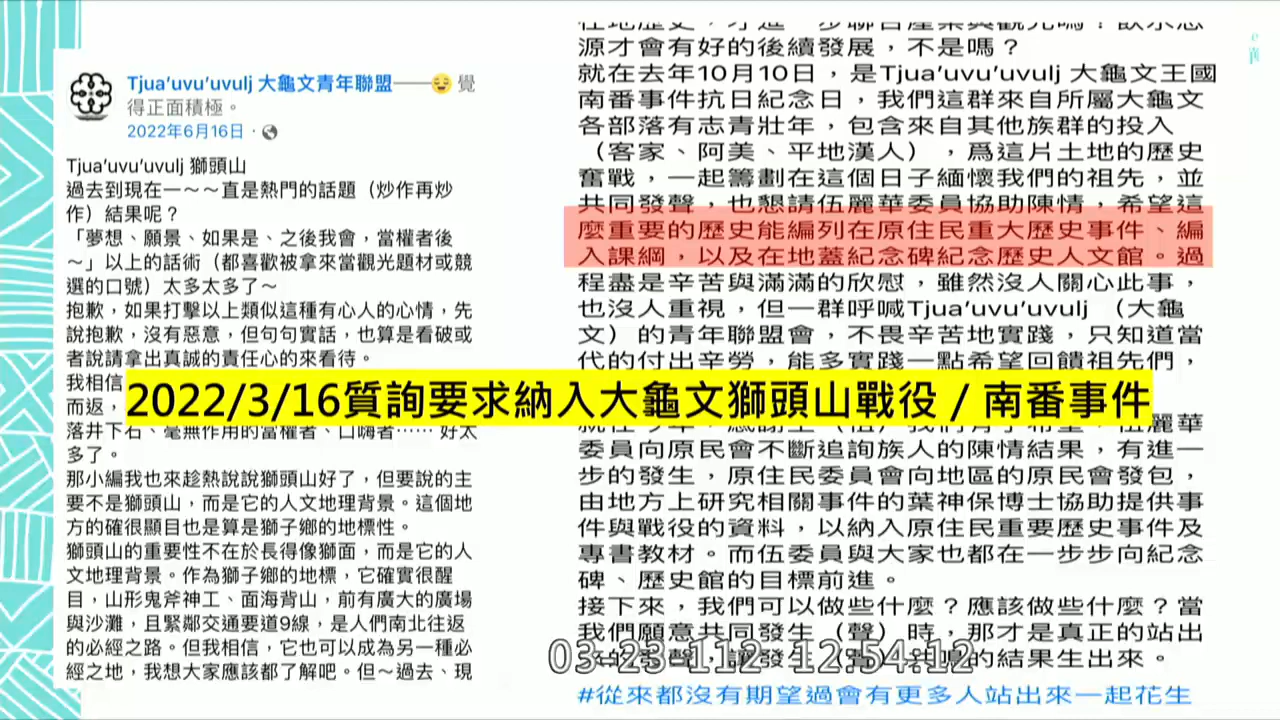 Tjua'uvu'uvulj 大龜文青年聯盟——😌 覺
得正面積極。
2022年6月16日 ·
Tjua'uvu'uvulj 獅頭山
過去到現在一～～直是熱門的話題（炒作再炒
作）結果呢？
「夢想、願景、如果是、之後我會，當權者後
～」以上的話術（都喜歡被拿來當觀光題材或競
選的口號）太多太多了～
抱歉，如果打擊以上類似這種有心人的心情，先
說抱歉，沒有惡意，但句句實話，也算是看破或
者說請拿出真誠的責任心的來看待。
我相信
而返，
落井下石、毫無作用的當權者、口嗨者⋯⋯ 好太
多了。
那小編我也來趁熱說說獅頭山好了，但要說的主
要不是獅頭山，而是它的人文地理背景。這個地
方的確很顯目也是算是獅子鄉的地標性。
獅頭山的重要性不在於長得像獅面，而是它的人
文地理背景。作為獅子鄉的地標，它確實很醒
目，山形鬼斧神工、面海背山，前有廣大的廣場
與沙灘，且緊鄰交通要道9線，是人們南北往返
的必經之路。但我相信，它也可以成為另一種必
經之地，我想大家應該都了解吧。但～過去、現
源才會有好的後續發展，不是嗎？
就在去年10月10日，是Tjua'uvu'uvulj 大龜文王國
南番事件抗日紀念日，我們這群來自所屬大龜文
各部落有志青壯年，包含來自其他族群的投入
（客家、阿美、平地漢人），為這片土地的歷史
奮戰，一起籌劃在這個日子緬懷我們的祖先，並
共同發聲，也懇請伍麗華委員協助陳情，希望這
麼重要的歷史能編列在原住民重大歷史事件、編
入課綱，以及在地蓋紀念碑紀念歷史人文館。過
程盡是辛苦與滿滿的欣慰，雖然沒人關心此事，
也沒人重視，但一群呼喊Tjua'uvu'uvulj （大龜
文）的青年聯盟會，不畏辛苦地實踐，只知道當
代的付出辛勞，能多實踐一點希望回饋祖先們，
2022/3/16質詢要求納入大龜文獅頭山戰役 / 南番事件
委員向原民會不斷追詢族人的陳情結果，有進一
步的發生，原住民委員會向地區的原民會發包，
由地方上研究相關事件的葉神保博士協助提供事
件與戰役的資料，以納入原住民重要歷史事件及
專書教材。而伍委員與大家也都在一步步向紀念
碑、歷史館的目標前進。
接下來，我們可以做些什麼？應該做些什麼？當
我們願意共同發生（聲）時，那才是真正的站出
的結果生出來。
03-23-112 12:54:12
#從來都沒有期望過會有更多人站出來一起花生